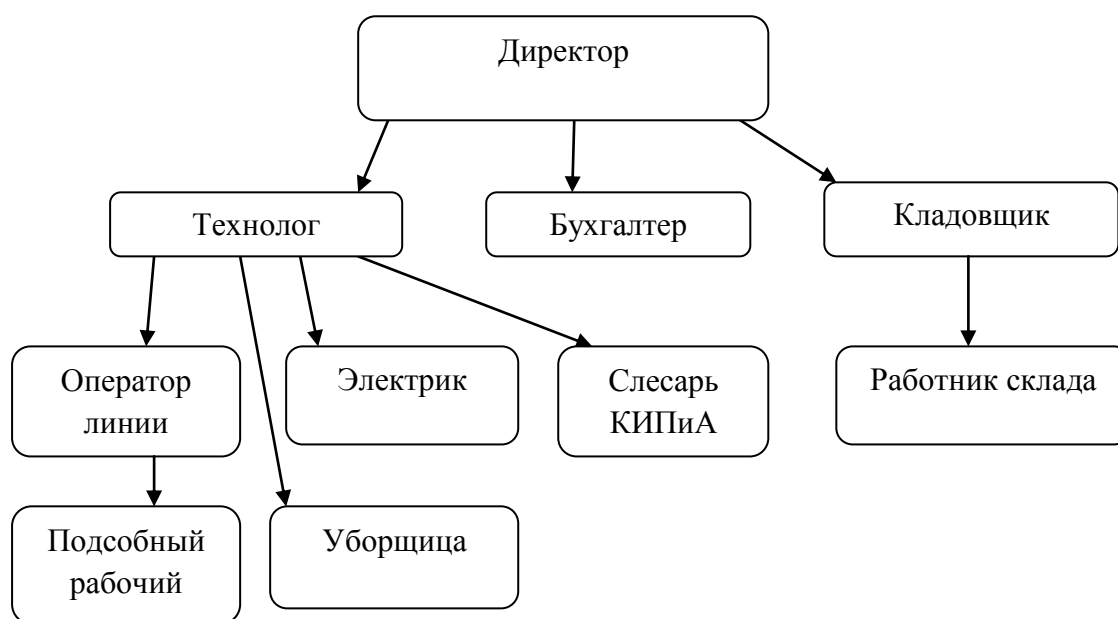 Директор
Технолог
Бухгалтер
Кладовщик
Оператор
линии
Электрик
Слесарь
КИПиА
Работник склада
Подсобный
рабочий
Уборщица